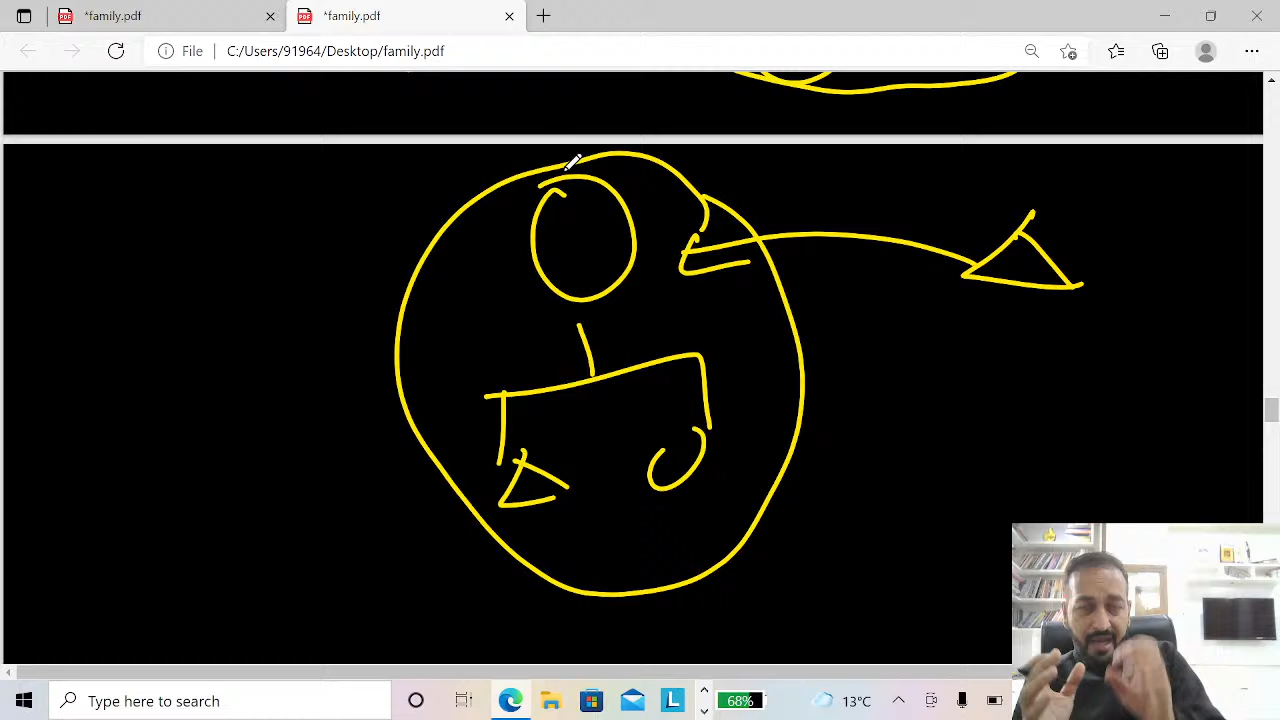 *family.pdf
*family.pdf
File
C:/Users/91964/Desktop/family.pdf
Type here to search
68%
13°C